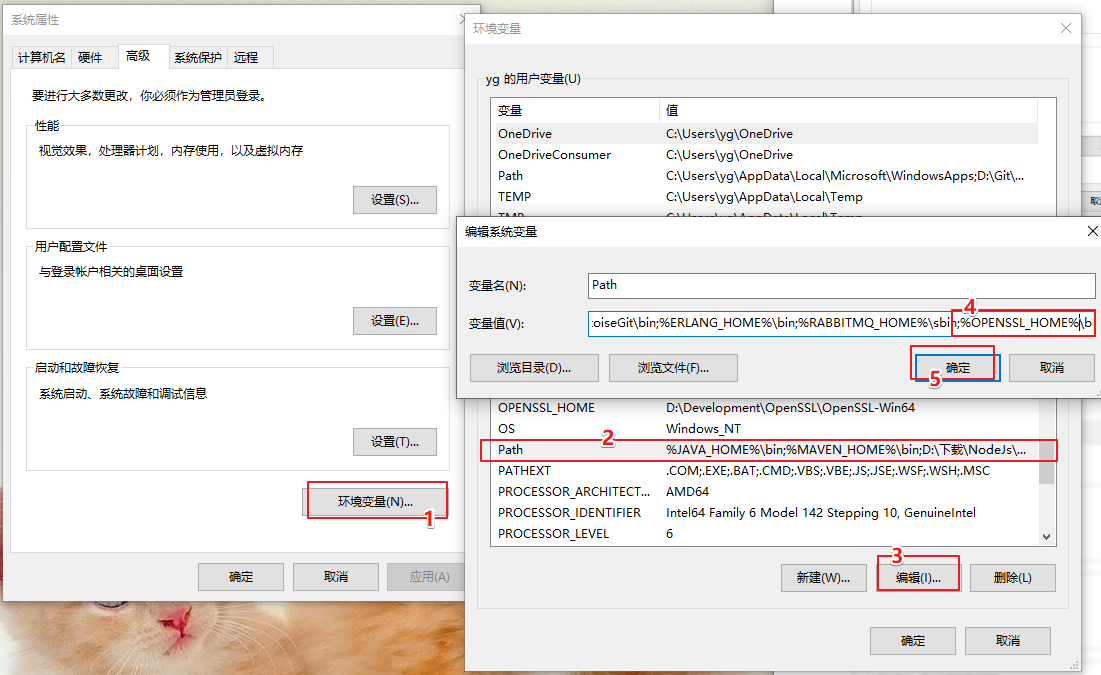 系统属性
计算机名 硬件 高级 系统保护 远程
要进行大多数更改，你必须作为管理员登录。
性能
视觉效果，处理器计划，内存使用，以及虚拟内存
设置(S)...
用户配置文件
与登录帐户相关的桌面设置
设置(E)...
启动和故障恢复
系统启动、系统故障和调试信息
设置(T)...
环境变量(N)...
1
确定 取消 应用(A)
环境变量
yg 的用户变量(U)
变量 值
OneDrive C:\Users\yg\OneDrive
OneDriveConsumer C:\Users\yg\OneDrive
Path C:\Users\yg\AppData\Local\Microsoft\WindowsApps;D:\Git\...
TEMP C:\Users\yg\AppData\Local\Temp
编辑系统变量
变量名(N): Path
4
变量值(V): oiseGit\bin;%ERLANG_HOME%\bin;%RABBITMQ_HOME%\sbin;%OPENSSL_HOME%\b
浏览目录(D)... 浏览文件(F)... 确定 取消
5
OPENSSL_HOME D:\Development\OpenSSL\OpenSSL-Win64
OS Windows_NT
2
Path %JAVA_HOME%\bin;%MAVEN_HOME%\bin;D:\下载\NodeJs\...
PATHEXT .COM;.EXE;.BAT;.CMD;.VBS;.VBE;.JS;.JSE;.WSF;.WSH;.MSC
PROCESSOR_ARCHITECT... AMD64
PROCESSOR_IDENTIFIER Intel64 Family 6 Model 142 Stepping 10, GenuineIntel
PROCESSOR_LEVEL 6
3
新建(W)... 编辑(I)... 删除(L)
确定 取消